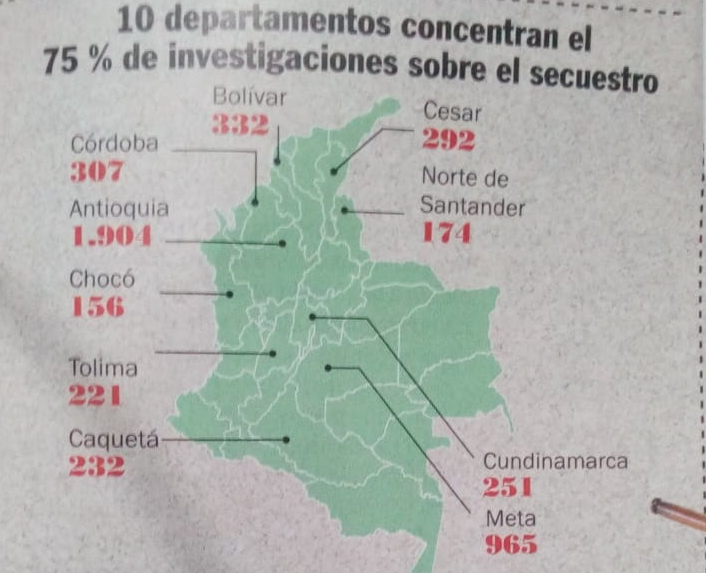 10 departamentos concentran el
75 % de investigaciones sobre el secuestro
Bolívar
332
Cesar
292
Córdoba
307
Norte de
Santander
174
Antioquia
1.904
Chocó
156
Tolima
221
Caquetá
232
Cundinamarca
251
Meta
965